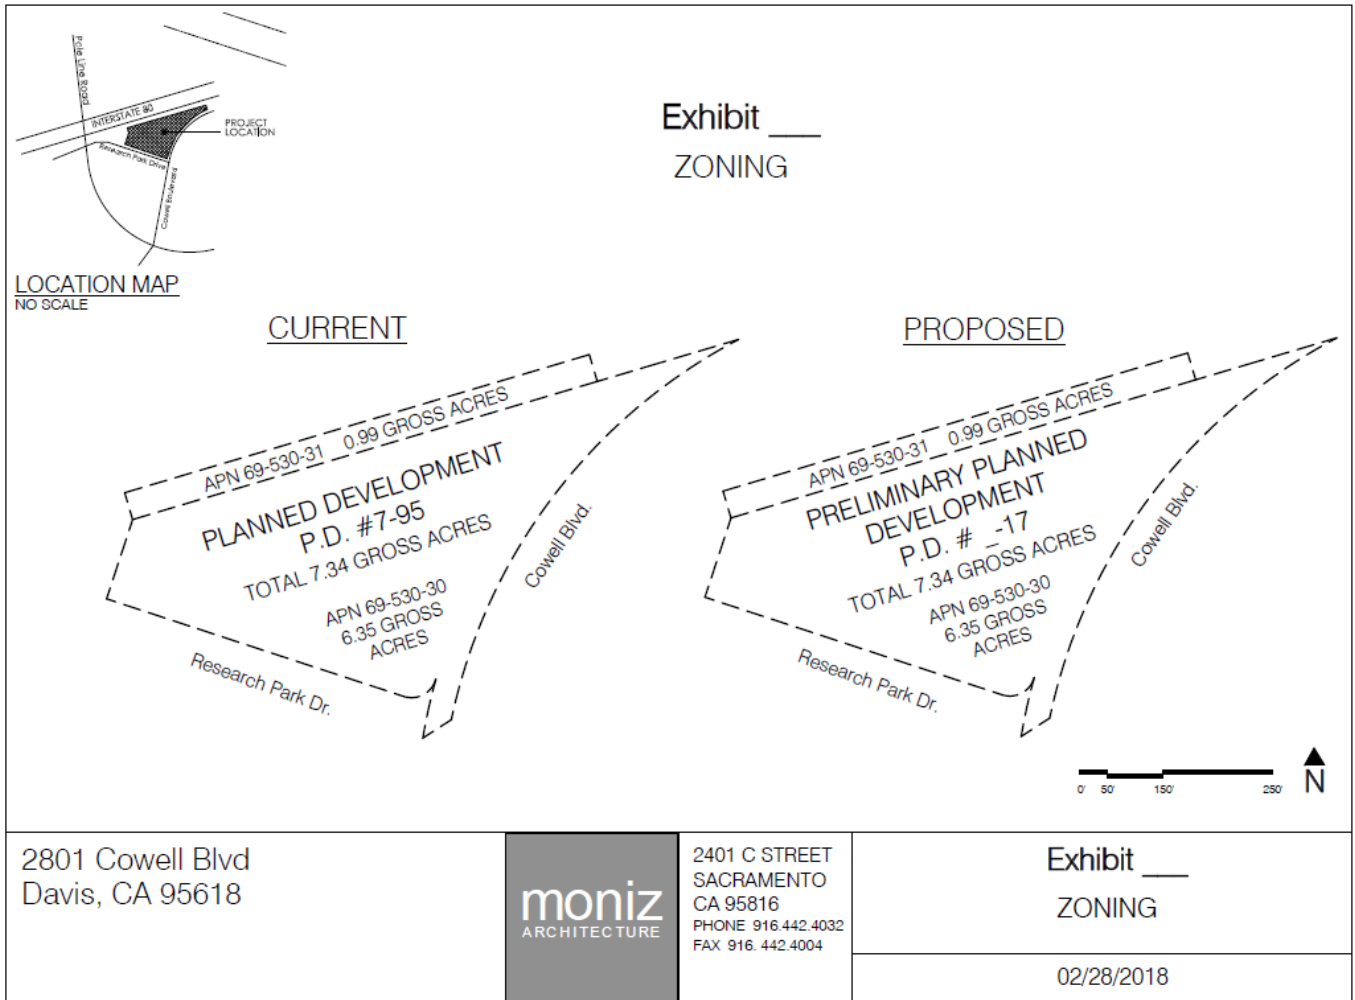 Pole Line Road
INTERSTATE 80
PROJECT
LOCATION
Research Park Drive
Cowell Boulevard
LOCATION MAP
NO SCALE
Exhibit ___
ZONING
CURRENT
APN 69-530-31 0.99 GROSS ACRES
PLANNED DEVELOPMENT
P.D. #7-95
TOTAL 7.34 GROSS ACRES
APN 69-530-30
6.35 GROSS
ACRES
Cowell Blvd.
Research Park Dr.
PROPOSED
APN 69-530-31 0.99 GROSS ACRES
PRELIMINARY PLANNED
DEVELOPMENT
P.D. # _-17
TOTAL 7.34 GROSS ACRES
APN 69-530-30
6.35 GROSS
ACRES
Cowell Blvd.
Research Park Dr.
0' 50' 150' 250'
N
2801 Cowell Blvd
Davis, CA 95618
moniz
ARCHITECTURE
2401 C STREET
SACRAMENTO
CA 95816
PHONE 916.442.4032
FAX 916. 442.4004
Exhibit ___
ZONING
02/28/2018